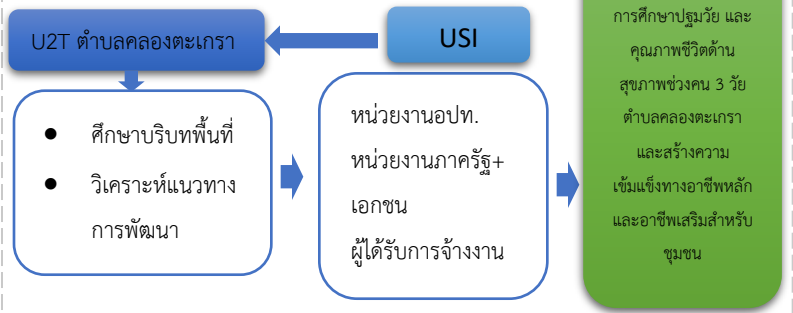 U2T ตำบลคลองตะเกรา
USI
ศึกษาบริบทพื้นที่
วิเคราะห์แนวทาง
การพัฒนา
หน่วยงานอปท.
หน่วยงานภาครัฐ+
เอกชน
ผู้ได้รับการจ้างงาน
การศึกษาปฐมวัย และ
คุณภาพชีวิตด้าน
สุขภาพช่วงคน 3 วัย
ตำบลคลองตะเกรา
และสร้างความ
เข้มแข็งทางอาชีพหลัก
และอาชีพเสริมสำหรับ
ชุมชน